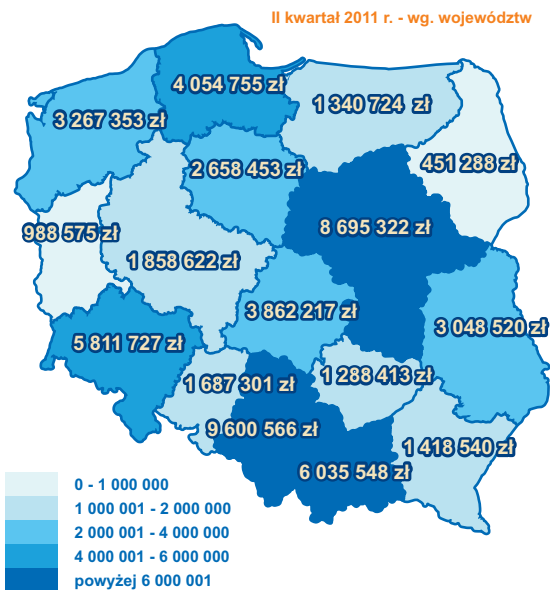 II kwartał 2011 r. - wg. województw
4 054 755 zł
1 340 724 zł
3 267 353 zł
2 658 453 zł
451 288 zł
8 695 322 zł
988 575 zł
1 858 622 zł
3 862 217 zł
3 048 520 zł
5 811 727 zł
1 687 301 zł
1 288 413 zł
9 600 566 zł
1 418 540 zł
6 035 548 zł
0 - 1 000 000
1 000 001 - 2 000 000
2 000 001 - 4 000 000
4 000 001 - 6 000 000
powyżej 6 000 001